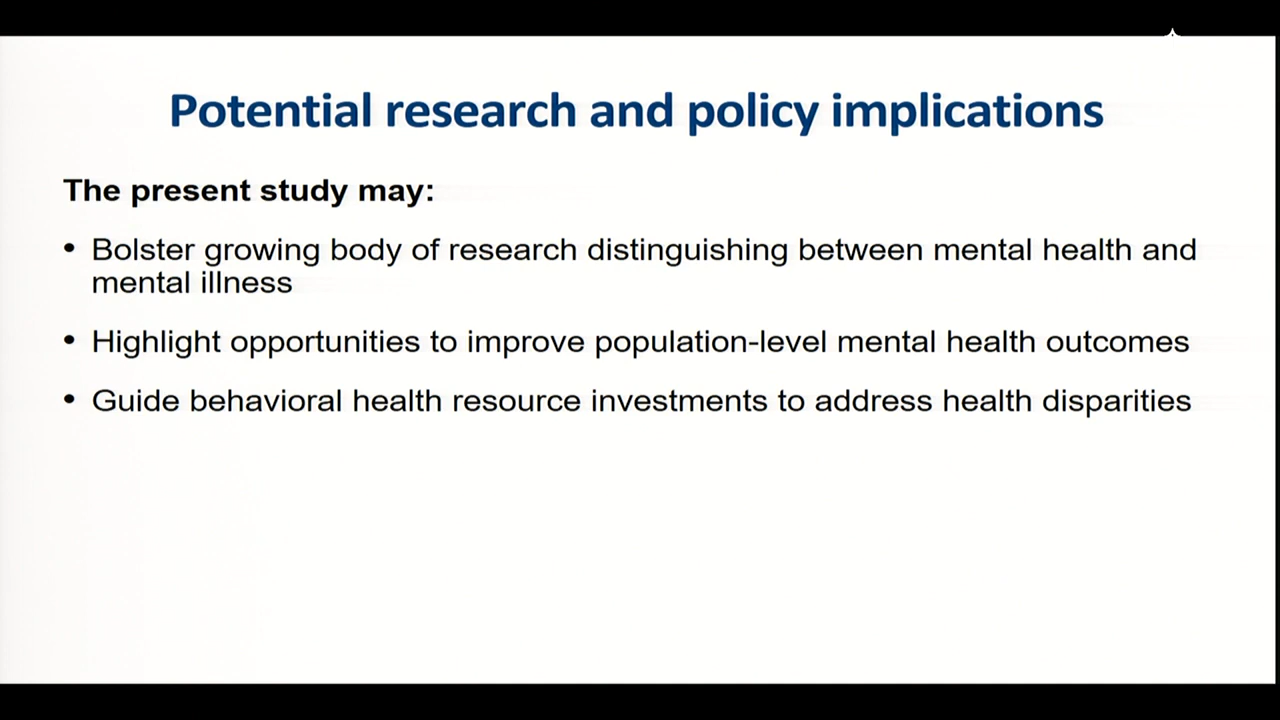 Potential research and policy implications
The present study may:
• Bolster growing body of research distinguishing between mental health and
mental illness
• Highlight opportunities to improve population-level mental health outcomes
• Guide behavioral health resource investments to address health disparities